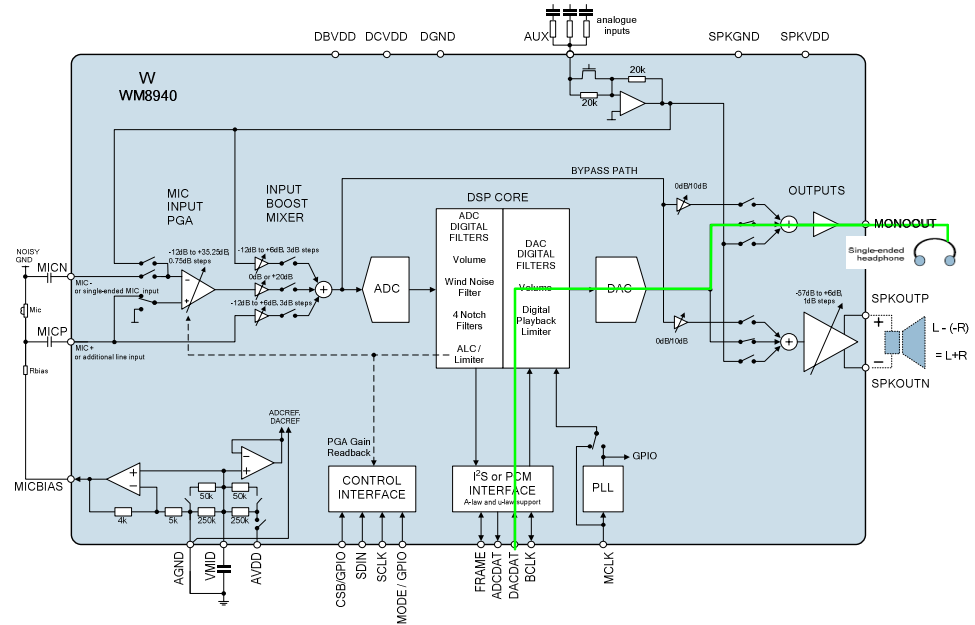 analogue
inputs
DBVDD
DCVDD
DGND
AUX
SPKGND
SPKVDD
W
WM8940
20k
20k
BYPASS PATH
MIC
INPUT
PGA
INPUT
BOOST
MIXER
DSP CORE
0dB/10dB
OUTPUTS
ADC
DIGITAL
FILTERS
Volume
Wind Noise
Filter
4 Notch
Filters
ALC /
Limiter
DAC
DIGITAL
FILTERS
Volume
Digital
Playback
Limiter
MONOOUT
Single-ended
headphone
NOISY
GND
MICN
MIC -
or single-ended MIC input
-12dB to +35.25dB,
0.75dB steps
-12dB to +6dB, 3dB steps
0dB or +20dB
-12dB to +6dB, 3dB steps
ADC
DAC
-57dB to +6dB,
1dB steps
SPKOUTP
Mic
MICP
MIC +
or additional line input
0dB/10dB
L - (-R)
= L+R
SPKOUTN
Rbias
ADCREF,
DACREF
PGA Gain
Readback
GPIO
MICBIAS
CONTROL
INTERFACE
I2S or PCM
INTERFACE
A-law and u-law support
PLL
50k
50k
4k
5k
250k
250k
AGND
VMID
AVDD
CSB/GPIO
SDIN
SCLK
MODE / GPIO
FRAME
ADCDAT
DACDAT
BCLK
MCLK